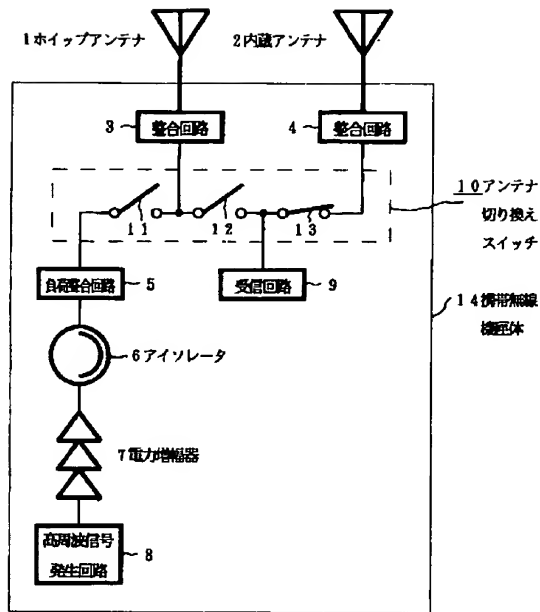 1ホイップアンテナ
2内蔵アンテナ
3
整合回路
4
整合回路
10アンテナ
切り換え
スイッチ
11
12
13
負荷整合回路
5
受信回路
9
14携帯無線
機匣体
6アイソレータ
7電力増幅器
高周波信号
発生回路
8